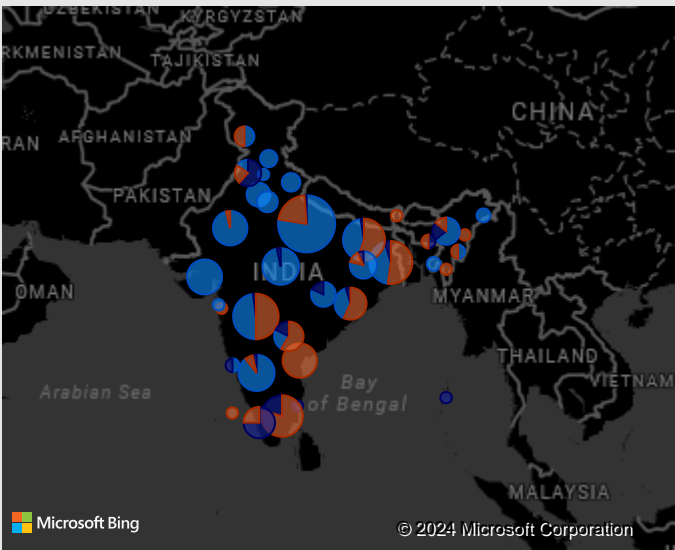 UZBEKISTAN
KYRGYZSTAN
RKMENISTAN
TAJIKISTAN
CHINA
RAN
AFGHANISTAN
PAKISTAN
INDIA
OMAN
MYANMAR
THAILAND
VIETNAM
Arabian Sea
Bay
of Bengal
MALAYSIA
Microsoft Bing
© 2024 Microsoft Corporation